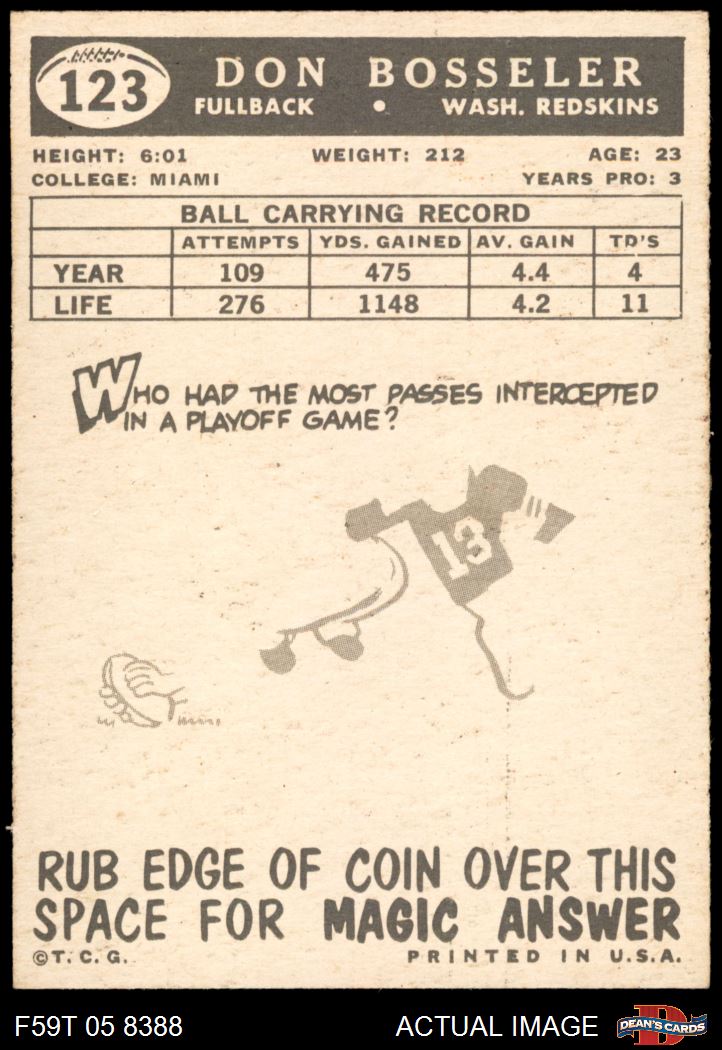 123
DON BOSSELER
FULLBACK • WASH. REDSKINS
HEIGHT: 6:01 WEIGHT: 212 AGE: 23
COLLEGE: MIAMI YEARS PRO: 3
BALL CARRYING RECORD
ATTEMPTS YDS. GAINED AV. GAIN TD'S
YEAR 109 475 4.4 4
LIFE 276 1148 4.2 11
WHO HAD THE MOST PASSES INTERCEPTED
IN A PLAYOFF GAME?
13
RUB EDGE OF COIN OVER THIS
SPACE FOR MAGIC ANSWER
©T. C. G. PRINTED IN U.S.A.
F59T 05 8388 ACTUAL IMAGE D DEAN'S CARDS